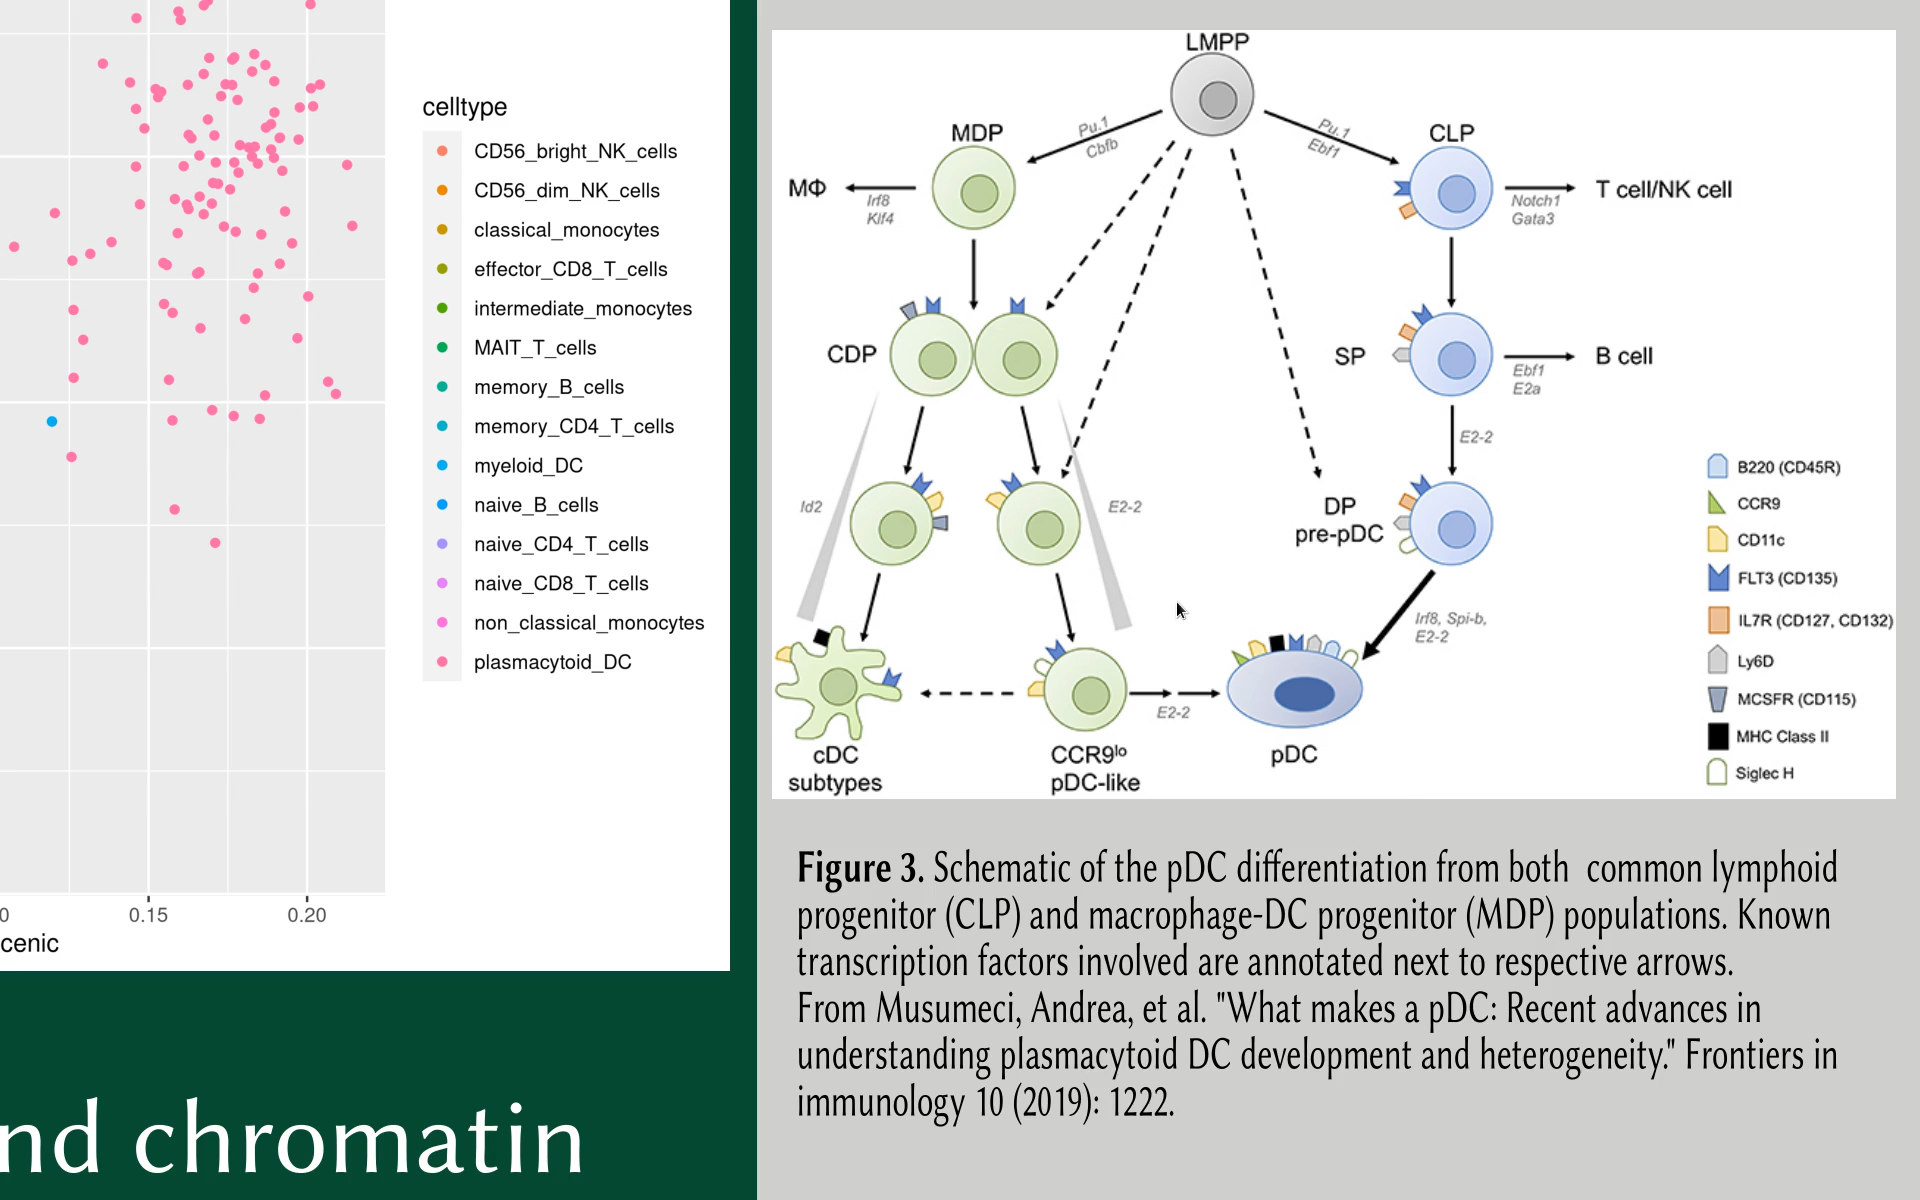 celltype
CD56_bright_NK_cells
CD56_dim_NK_cells
classical_monocytes
effector_CD8_T_cells
intermediate_monocytes
MAIT_T_cells
memory_B_cells
memory_CD4_T_cells
myeloid_DC
naive_B_cells
naive_CD4_T_cells
naive_CD8_T_cells
non_classical_monocytes
plasmacytoid_DC
0
0.15
0.20
cenic
nd chromatin
LMPP
MDP
Pu.1
Cbfb
Pu.1
Ebf1
CLP
MΦ
Irf8
Klf4
Notch1
Gata3
T cell/NK cell
CDP
SP
Ebf1
E2a
B cell
E2-2
Id2
E2-2
DP
pre-pDC
Irf8, Spi-b,
E2-2
E2-2
cDC
subtypes
CCR9lo
pDC-like
pDC
B220 (CD45R)
CCR9
CD11c
FLT3 (CD135)
IL7R (CD127, CD132)
Ly6D
MCSFR (CD115)
MHC Class II
Siglec H
Figure 3. Schematic of the pDC differentiation from both  common lymphoid
progenitor (CLP) and macrophage-DC progenitor (MDP) populations. Known
transcription factors involved are annotated next to respective arrows.
From Musumeci, Andrea, et al. "What makes a pDC: Recent advances in
understanding plasmacytoid DC development and heterogeneity." Frontiers in
immunology 10 (2019): 1222.